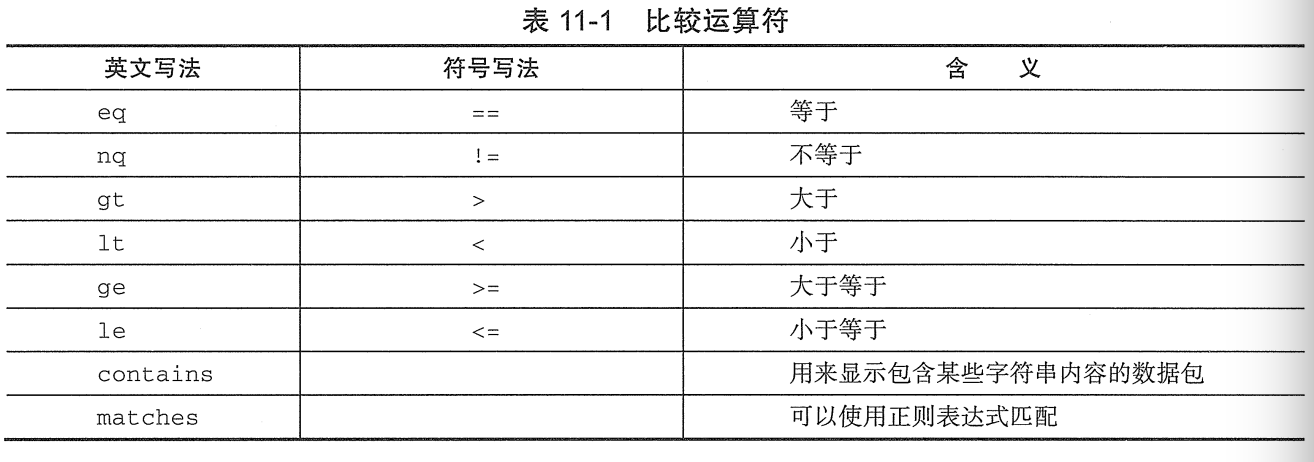 表 11-1 比较运算符
英文写法 符号写法 含 义
eq == 等于
nq != 不等于
gt > 大于
lt < 小于
ge >= 大于等于
le <= 小于等于
contains 用来显示包含某些字符串内容的数据包
matches 可以使用正则表达式匹配